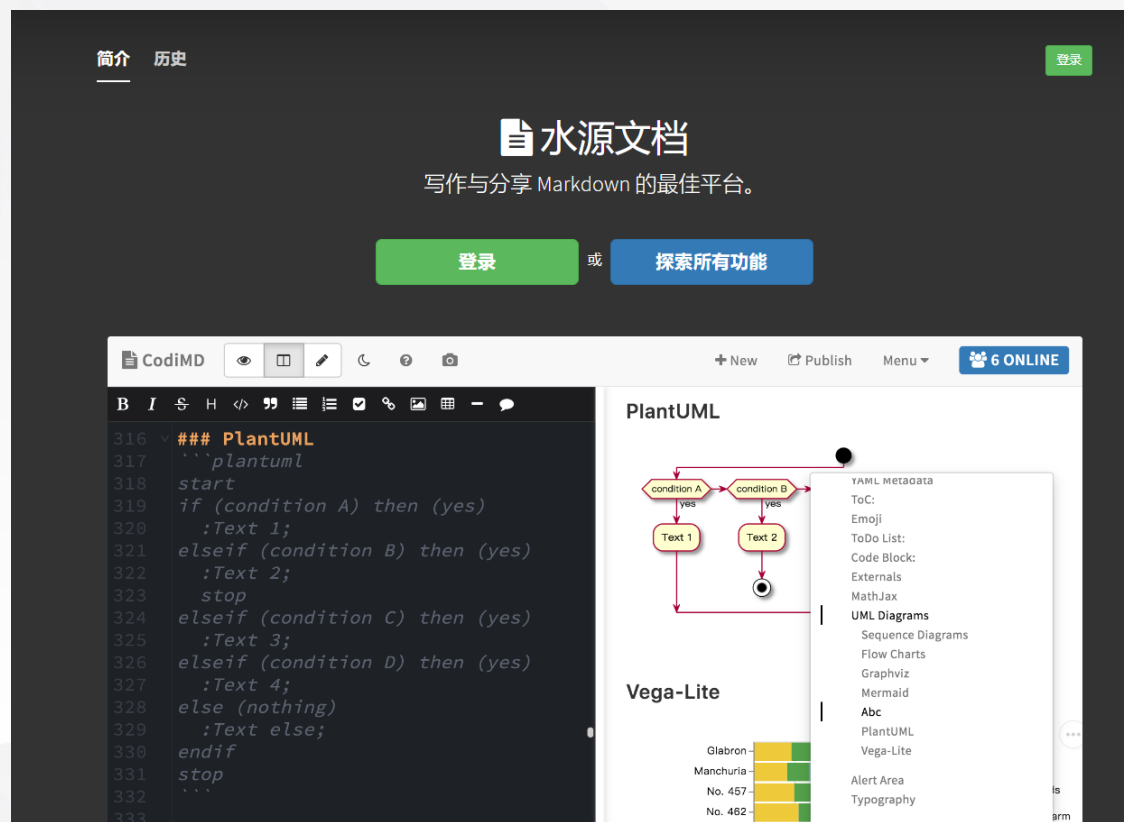 简介 历史 登录
水源文档
写作与分享 Markdown 的最佳平台。
登录 或 探索所有功能
CodiMD
New Publish Menu 6 ONLINE
B I S H </>
316 ### PlantUML
317 ```plantuml
318 start
319 if (condition A) then (yes)
320 :Text 1;
321 elseif (condition B) then (yes)
322 :Text 2;
323 stop
324 elseif (condition C) then (yes)
325 :Text 3;
326 elseif (condition D) then (yes)
327 :Text 4;
328 else (nothing)
329 :Text else;
330 endif
331 stop
332 ```
333
PlantUML
condition A condition B
yes yes
Text 1 Text 2
YAML Metadata
ToC:
Emoji
ToDo List:
Code Block:
Externals
MathJax
UML Diagrams
Sequence Diagrams
Flow Charts
Graphviz
Mermaid
Abc
PlantUML
Vega-Lite
Alert Area
Typography
Vega-Lite
Glabron
Manchuria
No. 457
No. 462